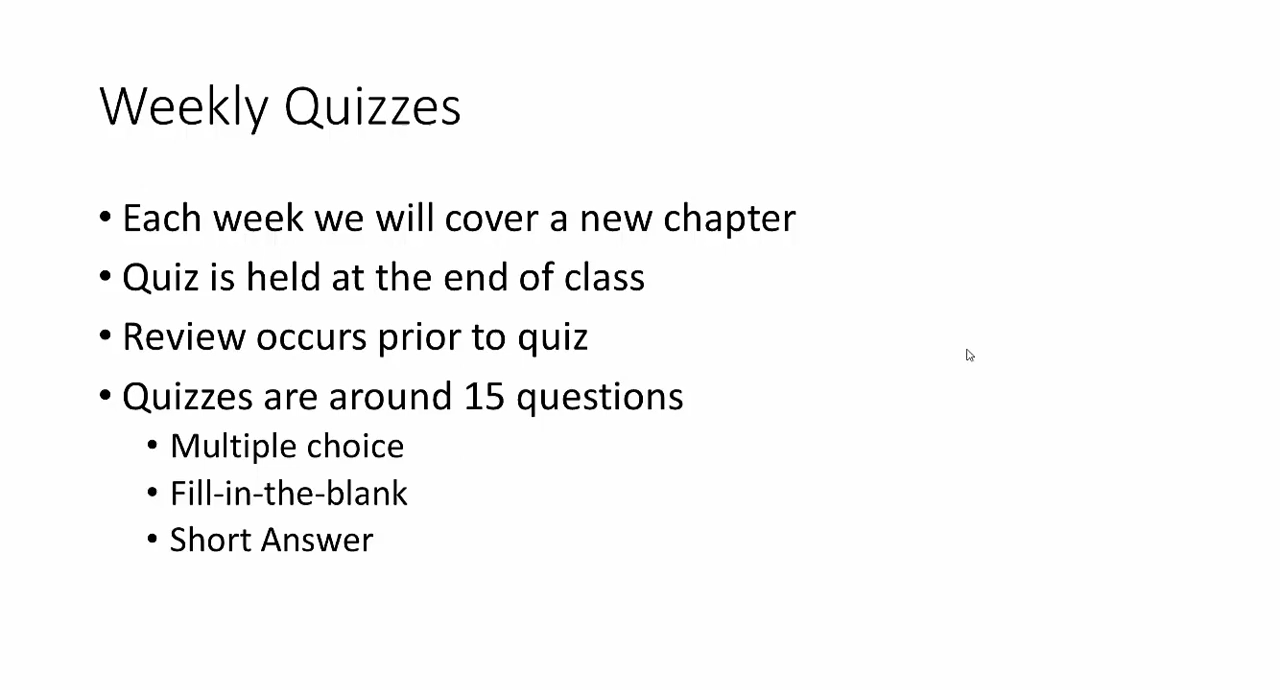 Weekly Quizzes
• Each week we will cover a new chapter
• Quiz is held at the end of class
• Review occurs prior to quiz
• Quizzes are around 15 questions
• Multiple choice
• Fill-in-the-blank
• Short Answer